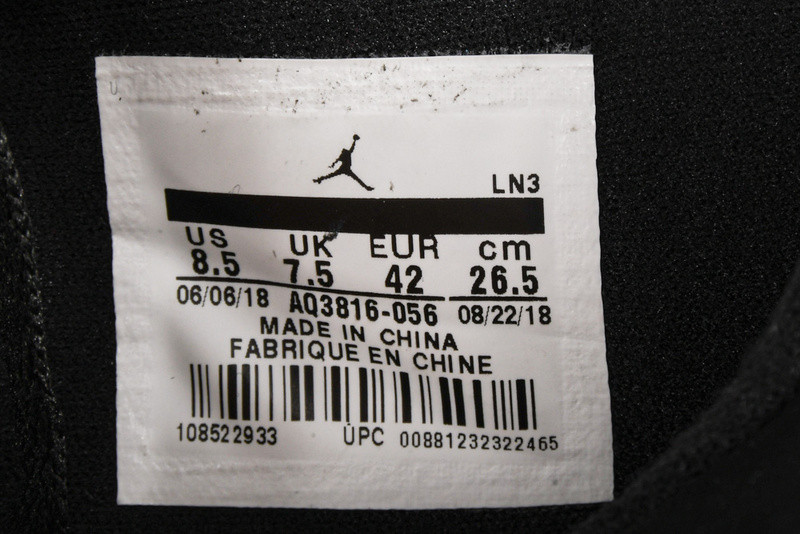 LN3
US UK EUR cm
8.5 7.5 42 26.5
06/06/18 AQ3816-056 08/22/18
MADE IN CHINA
FABRIQUE EN CHINE
108522933 UPC 00881232322465